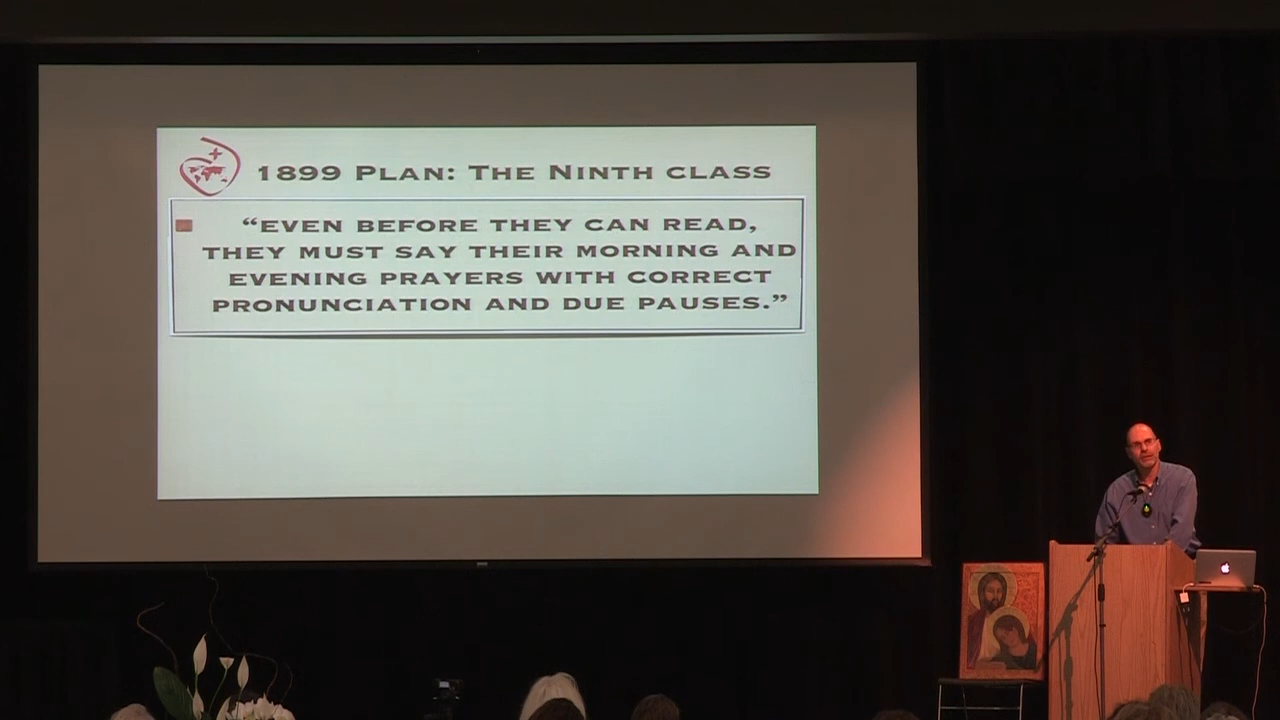 1899 PLAN: THE NINTH CLASS
“EVEN BEFORE THEY CAN READ,
THEY MUST SAY THEIR MORNING AND
EVENING PRAYERS WITH CORRECT
PRONUNCIATION AND DUE PAUSES.”